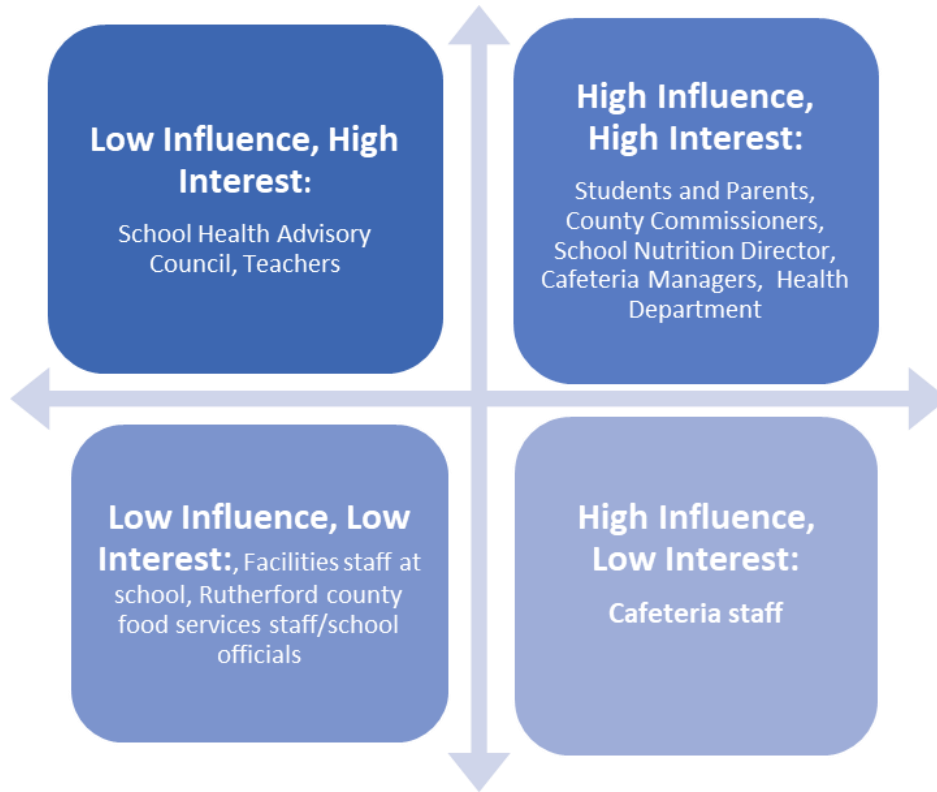 Low Influence, High
Interest:
School Health Advisory
Council, Teachers
High Influence,
High Interest:
Students and Parents,
County Commissioners,
School Nutrition Director,
Cafeteria Managers,  Health
Department
Low Influence, Low
Interest:, Facilities staff at
school, Rutherford county
food services staff/school
officials
High Influence,
Low Interest:
Cafeteria staff